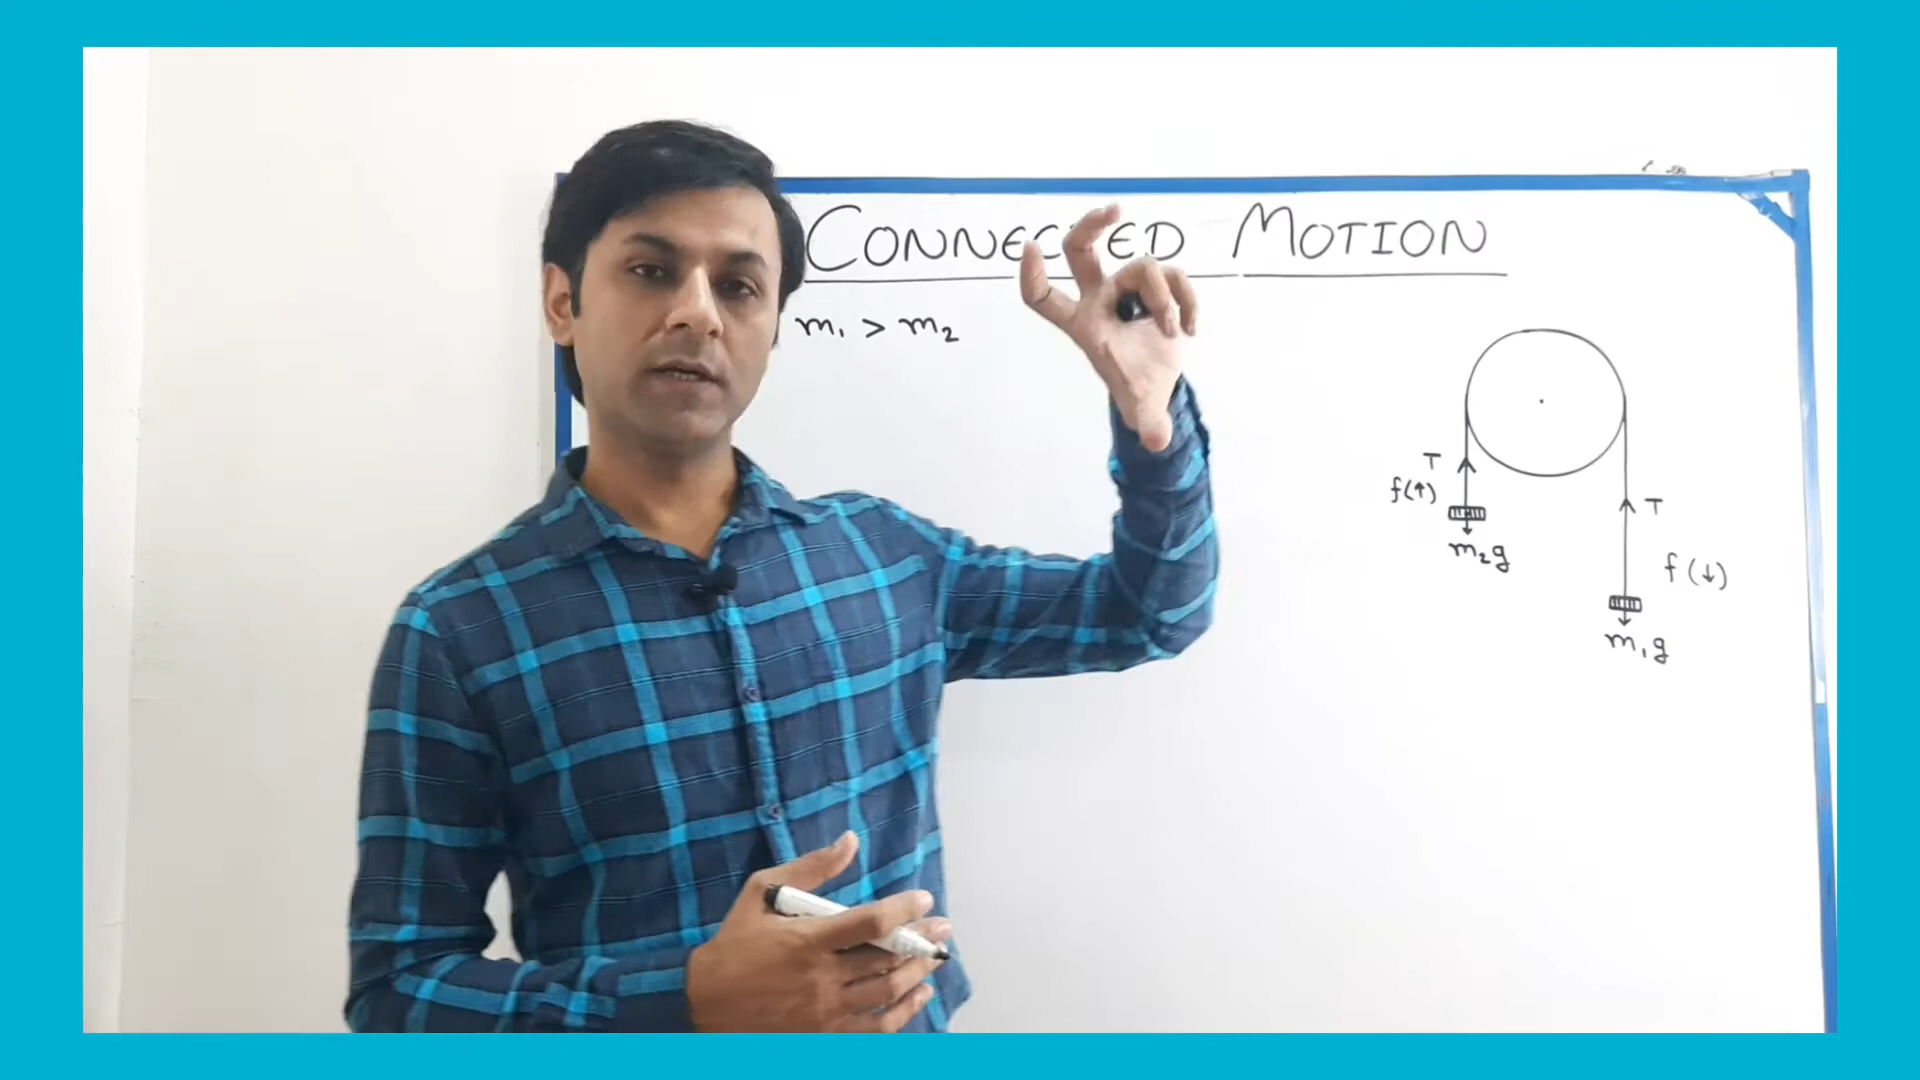 CONNECTED MOTION
m₁ > m₂
T
f(↑)
T
m₂g
f(↓)
m₁g